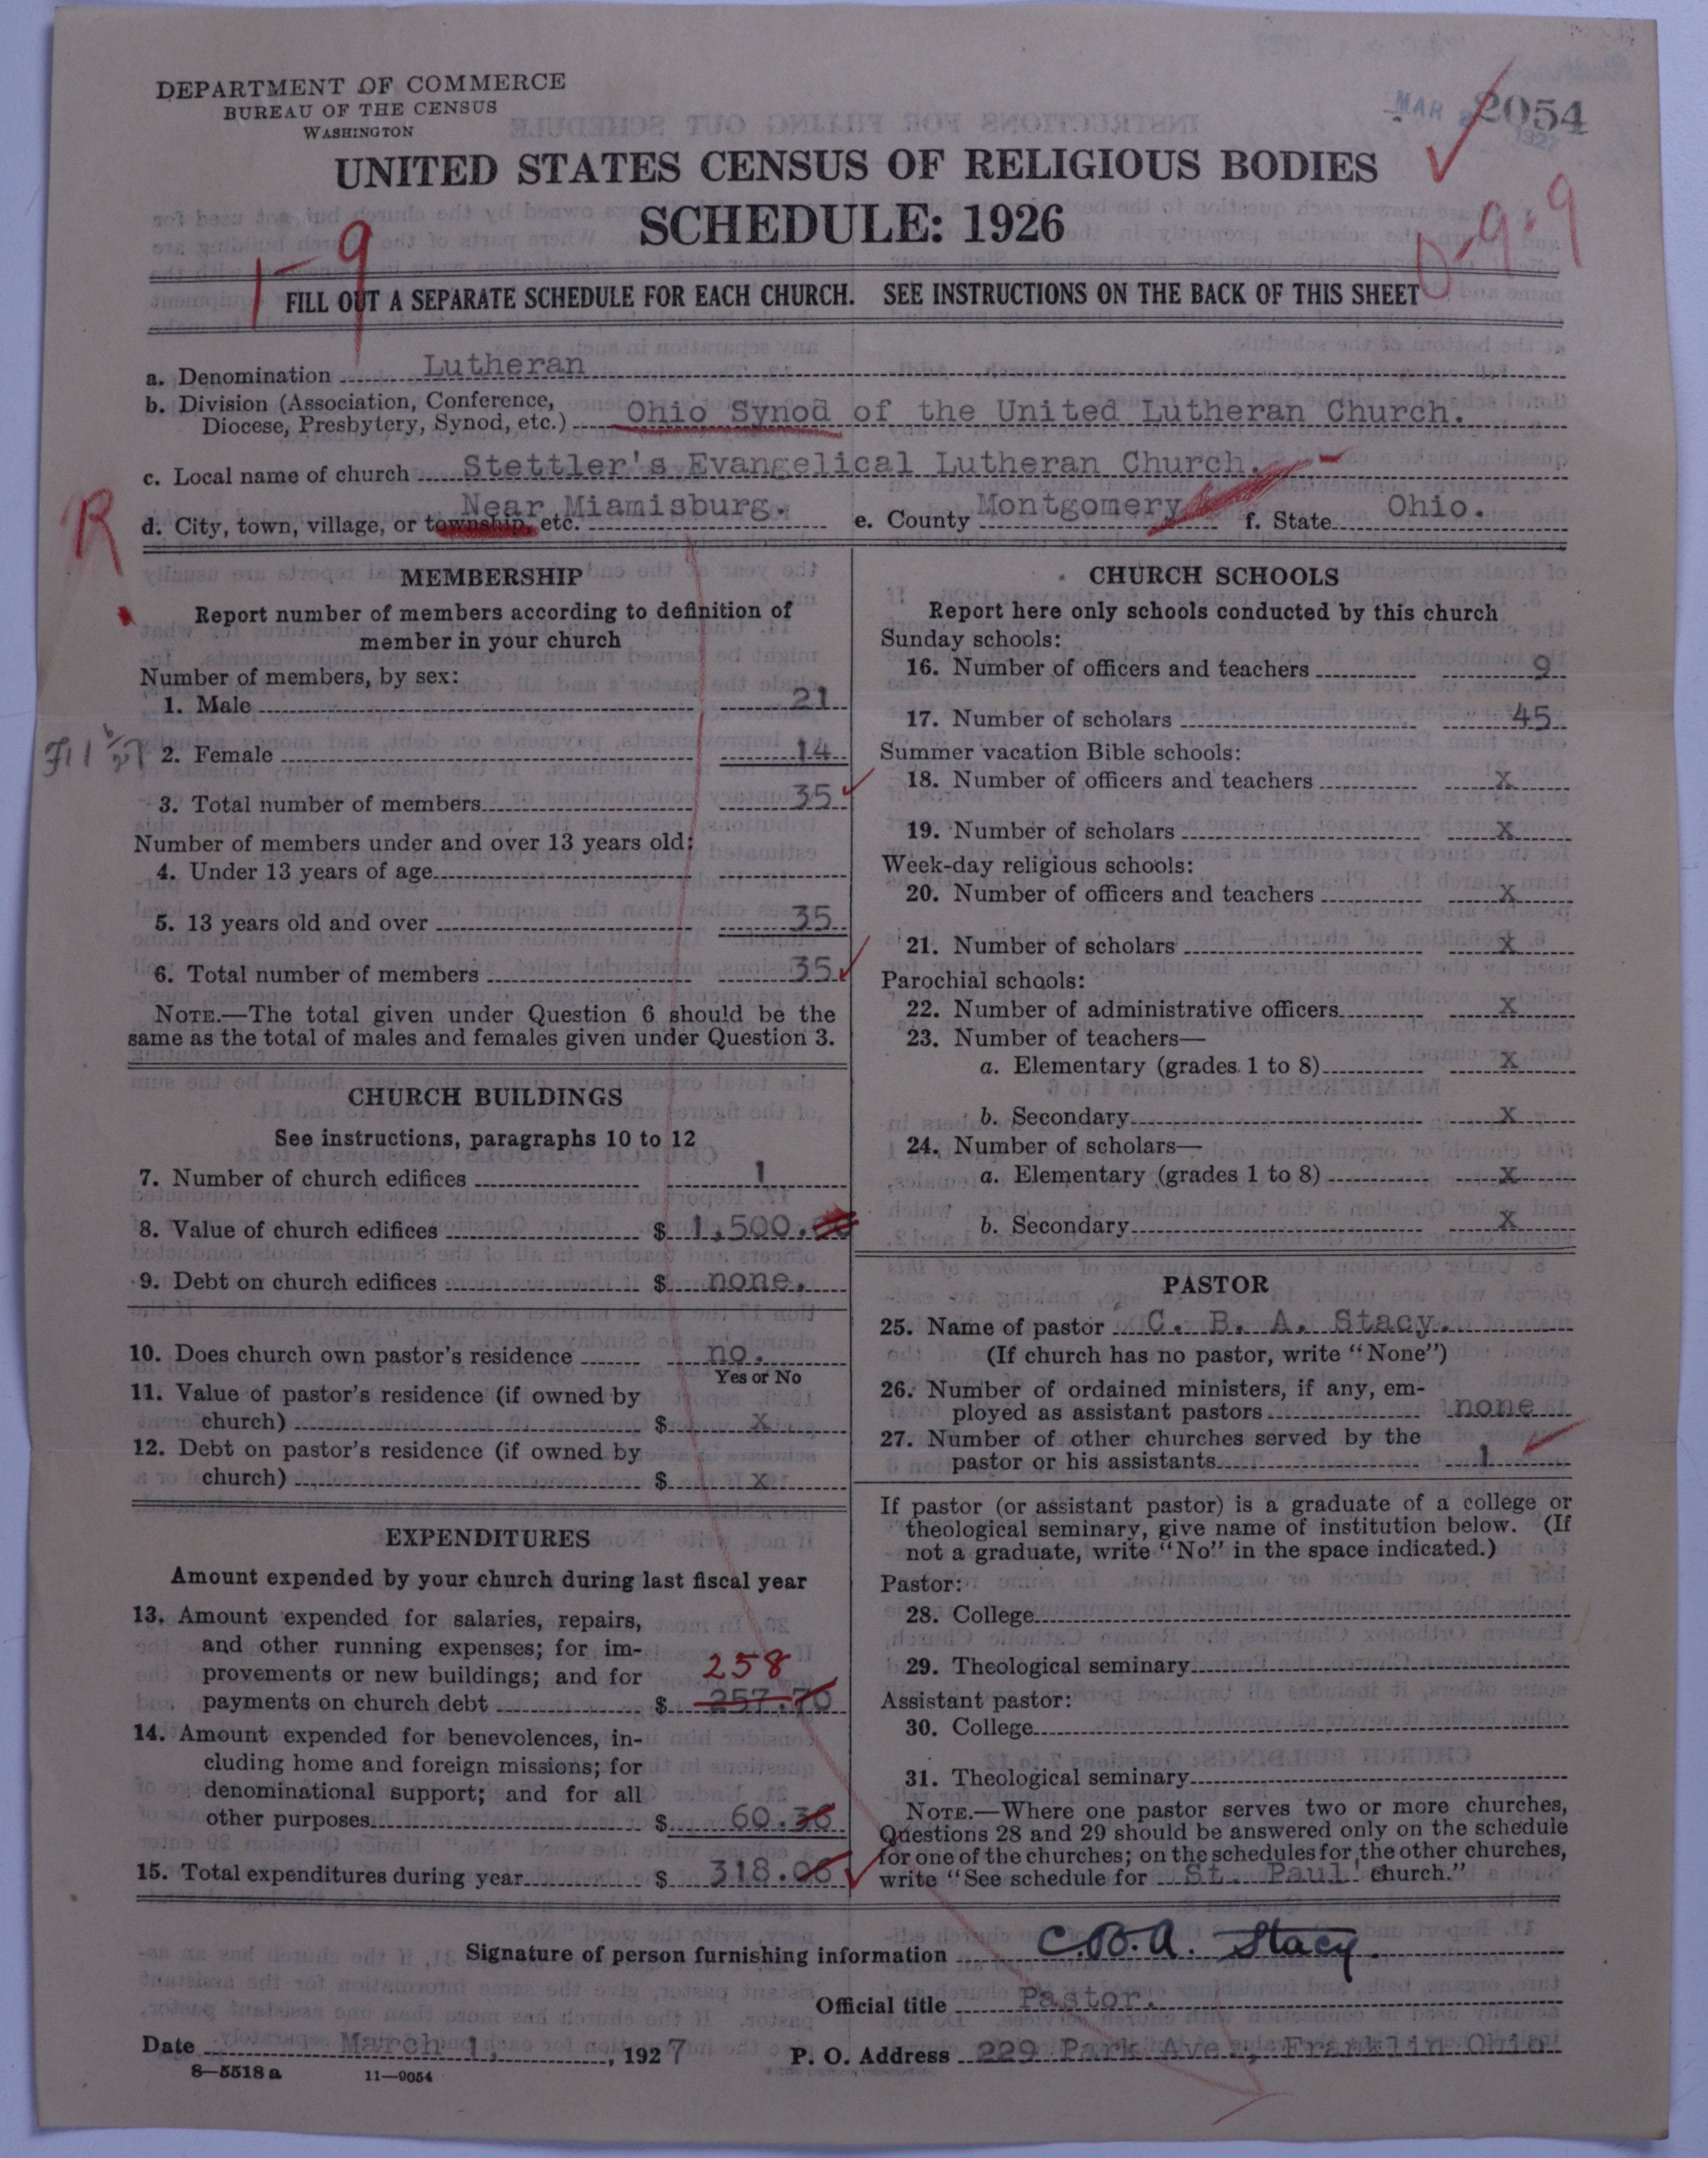 DEPARTMENT OF COMMERCE
BUREAU OF THE CENSUS
WASHINGTON
MAR
2054
UNITED STATES CENSUS OF RELIGIOUS BODIES
SCHEDULE: 1926
1-9
0-9-9
FILL OUT A SEPARATE SCHEDULE FOR EACH CHURCH. SEE INSTRUCTIONS ON THE BACK OF THIS SHEET
a. Denomination Lutheran
b. Division (Association, Conference,
Diocese, Presbytery, Synod, etc.) Ohio Synod of the United Lutheran Church.
c. Local name of church Stettler's Evangelical Lutheran Church.
R
d. City, town, village, or township, etc. Near Miamisburg. e. County Montgomery f. State Ohio.
MEMBERSHIP
Report number of members according to definition of
member in your church
Number of members, by sex:
1. Male 21
2. Female 14
3. Total number of members 35
Number of members under and over 13 years old:
4. Under 13 years of age
5. 13 years old and over 35
6. Total number of members 35
NOTE.—The total given under Question 6 should be the
same as the total of males and females given under Question 3.
CHURCH BUILDINGS
See instructions, paragraphs 10 to 12
7. Number of church edifices 1
8. Value of church edifices $ 1,500.00
9. Debt on church edifices $ none.
10. Does church own pastor's residence no.
Yes or No
11. Value of pastor's residence (if owned by
church) $ x
12. Debt on pastor's residence (if owned by
church) $ x
EXPENDITURES
Amount expended by your church during last fiscal year
13. Amount expended for salaries, repairs,
and other running expenses; for im-
provements or new buildings; and for
258
payments on church debt $ 257.70
14. Amount expended for benevolences, in-
cluding home and foreign missions; for
denominational support; and for all
other purposes $ 60.36
15. Total expenditures during year $ 318.06
CHURCH SCHOOLS
Report here only schools conducted by this church
Sunday schools:
16. Number of officers and teachers 9
17. Number of scholars 45
Summer vacation Bible schools:
18. Number of officers and teachers x
19. Number of scholars x
Week-day religious schools:
20. Number of officers and teachers x
21. Number of scholars x
Parochial schools:
22. Number of administrative officers x
23. Number of teachers—
a. Elementary (grades 1 to 8) x
b. Secondary x
24. Number of scholars—
a. Elementary (grades 1 to 8) x
b. Secondary x
PASTOR
25. Name of pastor C. B. A. Stacy.
(If church has no pastor, write "None")
26. Number of ordained ministers, if any, em-
ployed as assistant pastors none
27. Number of other churches served by the
pastor or his assistants 1
If pastor (or assistant pastor) is a graduate of a college or
theological seminary, give name of institution below. (If
not a graduate, write "No" in the space indicated.)
Pastor:
28. College
29. Theological seminary
Assistant pastor:
30. College
31. Theological seminary
NOTE.—Where one pastor serves two or more churches,
Questions 28 and 29 should be answered only on the schedule
for one of the churches; on the schedules for the other churches,
write "See schedule for St. Paul' church."
Signature of person furnishing information C.B.A. Stacy.
Official title Pastor.
Date March 1, 1927 P. O. Address 229 Park Ave., Franklin Ohio
8—5518 a 11—9054